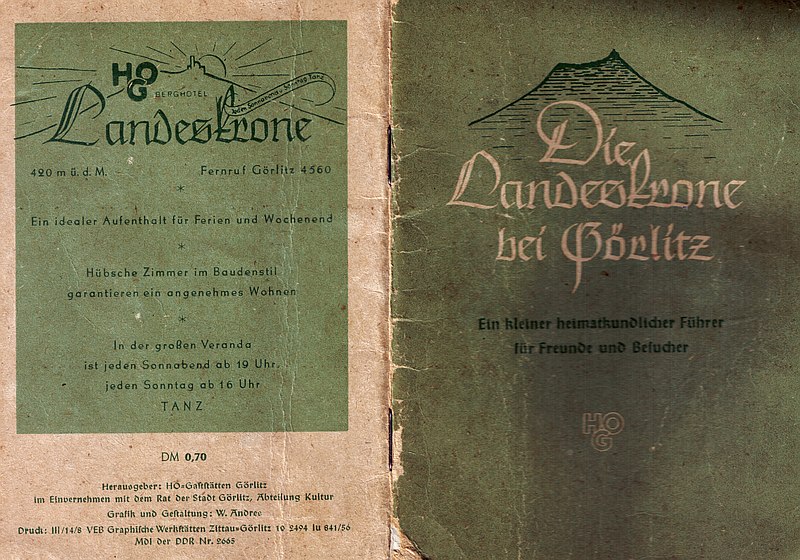 HO
G
BERGHOTEL
Landeskrone
420 m ü. d. M. Fernruf Görlitz 4560
*
Ein idealer Aufenthalt für Ferien und Wochenend
*
Hübsche Zimmer im Baudenstil
garantieren ein angenehmes Wohnen
*
In der großen Veranda
ist jeden Sonnabend ab 19 Uhr,
jeden Sonntag ab 16 Uhr
TANZ
DM 0,70
Herausgeber: HO-Gaststätten Görlitz
im Einvernehmen mit dem Rat der Stadt Görlitz, Abteilung Kultur
Grafik und Gestaltung: W. Andree
Druck: III/14/8 VEB Graphische Werkstätten Zittau-Görlitz 10 2494 Iu 841/56
MdI der DDR Nr. 2665
Die
Landeskrone
bei Görlitz
Ein kleiner heimatkundlicher Führer
für Freunde und Besucher
HO
G